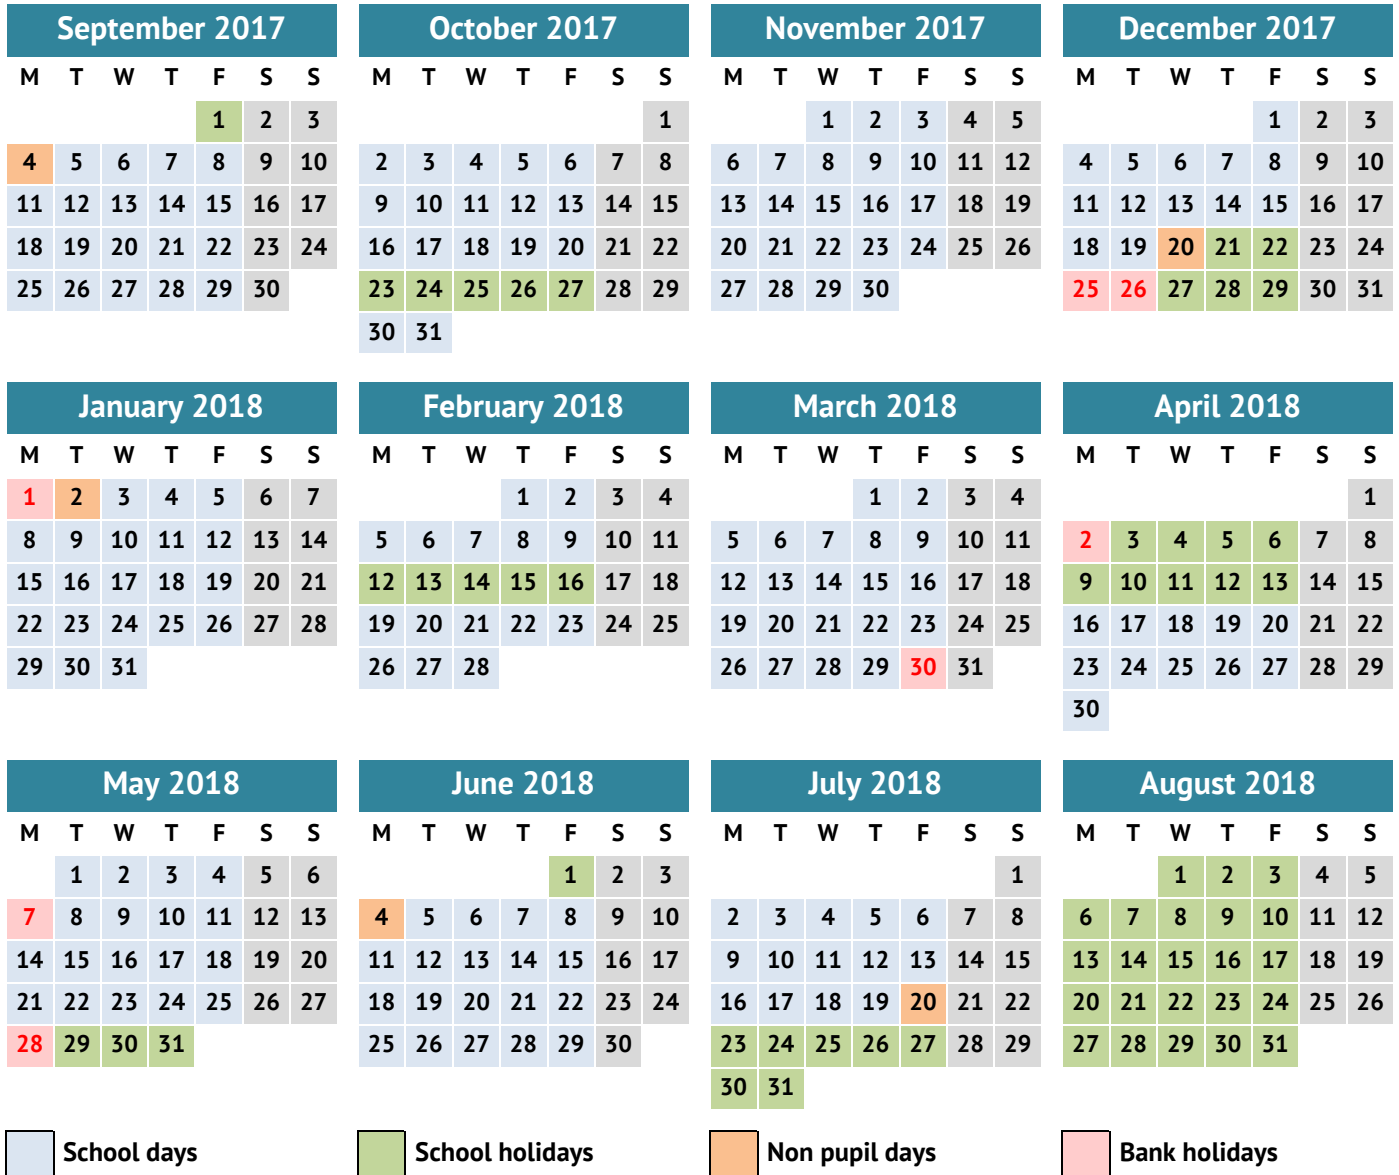 September 2017 October 2017 November 2017 December 2017
M T W T F S S M T W T F S S M T W T F S S M T W T F S S
1 2 3 1 1 2 3 4 5 1 2 3
4 5 6 7 8 9 10 2 3 4 5 6 7 8 6 7 8 9 10 11 12 4 5 6 7 8 9 10
11 12 13 14 15 16 17 9 10 11 12 13 14 15 13 14 15 16 17 18 19 11 12 13 14 15 16 17
18 19 20 21 22 23 24 16 17 18 19 20 21 22 20 21 22 23 24 25 26 18 19 20 21 22 23 24
25 26 27 28 29 30 23 24 25 26 27 28 29 27 28 29 30 25 26 27 28 29 30 31
30 31
January 2018 February 2018 March 2018 April 2018
M T W T F S S M T W T F S S M T W T F S S M T W T F S S
1 2 3 4 5 6 7 1 2 3 4 1 2 3 4 1
8 9 10 11 12 13 14 5 6 7 8 9 10 11 5 6 7 8 9 10 11 2 3 4 5 6 7 8
15 16 17 18 19 20 21 12 13 14 15 16 17 18 12 13 14 15 16 17 18 9 10 11 12 13 14 15
22 23 24 25 26 27 28 19 20 21 22 23 24 25 19 20 21 22 23 24 25 16 17 18 19 20 21 22
29 30 31 26 27 28 26 27 28 29 30 31 23 24 25 26 27 28 29
30
May 2018 June 2018 July 2018 August 2018
M T W T F S S M T W T F S S M T W T F S S M T W T F S S
1 2 3 4 5 6 1 2 3 1 1 2 3 4 5
7 8 9 10 11 12 13 4 5 6 7 8 9 10 2 3 4 5 6 7 8 6 7 8 9 10 11 12
14 15 16 17 18 19 20 11 12 13 14 15 16 17 9 10 11 12 13 14 15 13 14 15 16 17 18 19
21 22 23 24 25 26 27 18 19 20 21 22 23 24 16 17 18 19 20 21 22 20 21 22 23 24 25 26
28 29 30 31 25 26 27 28 29 30 23 24 25 26 27 28 29 27 28 29 30 31
30 31
School days School holidays Non pupil days Bank holidays